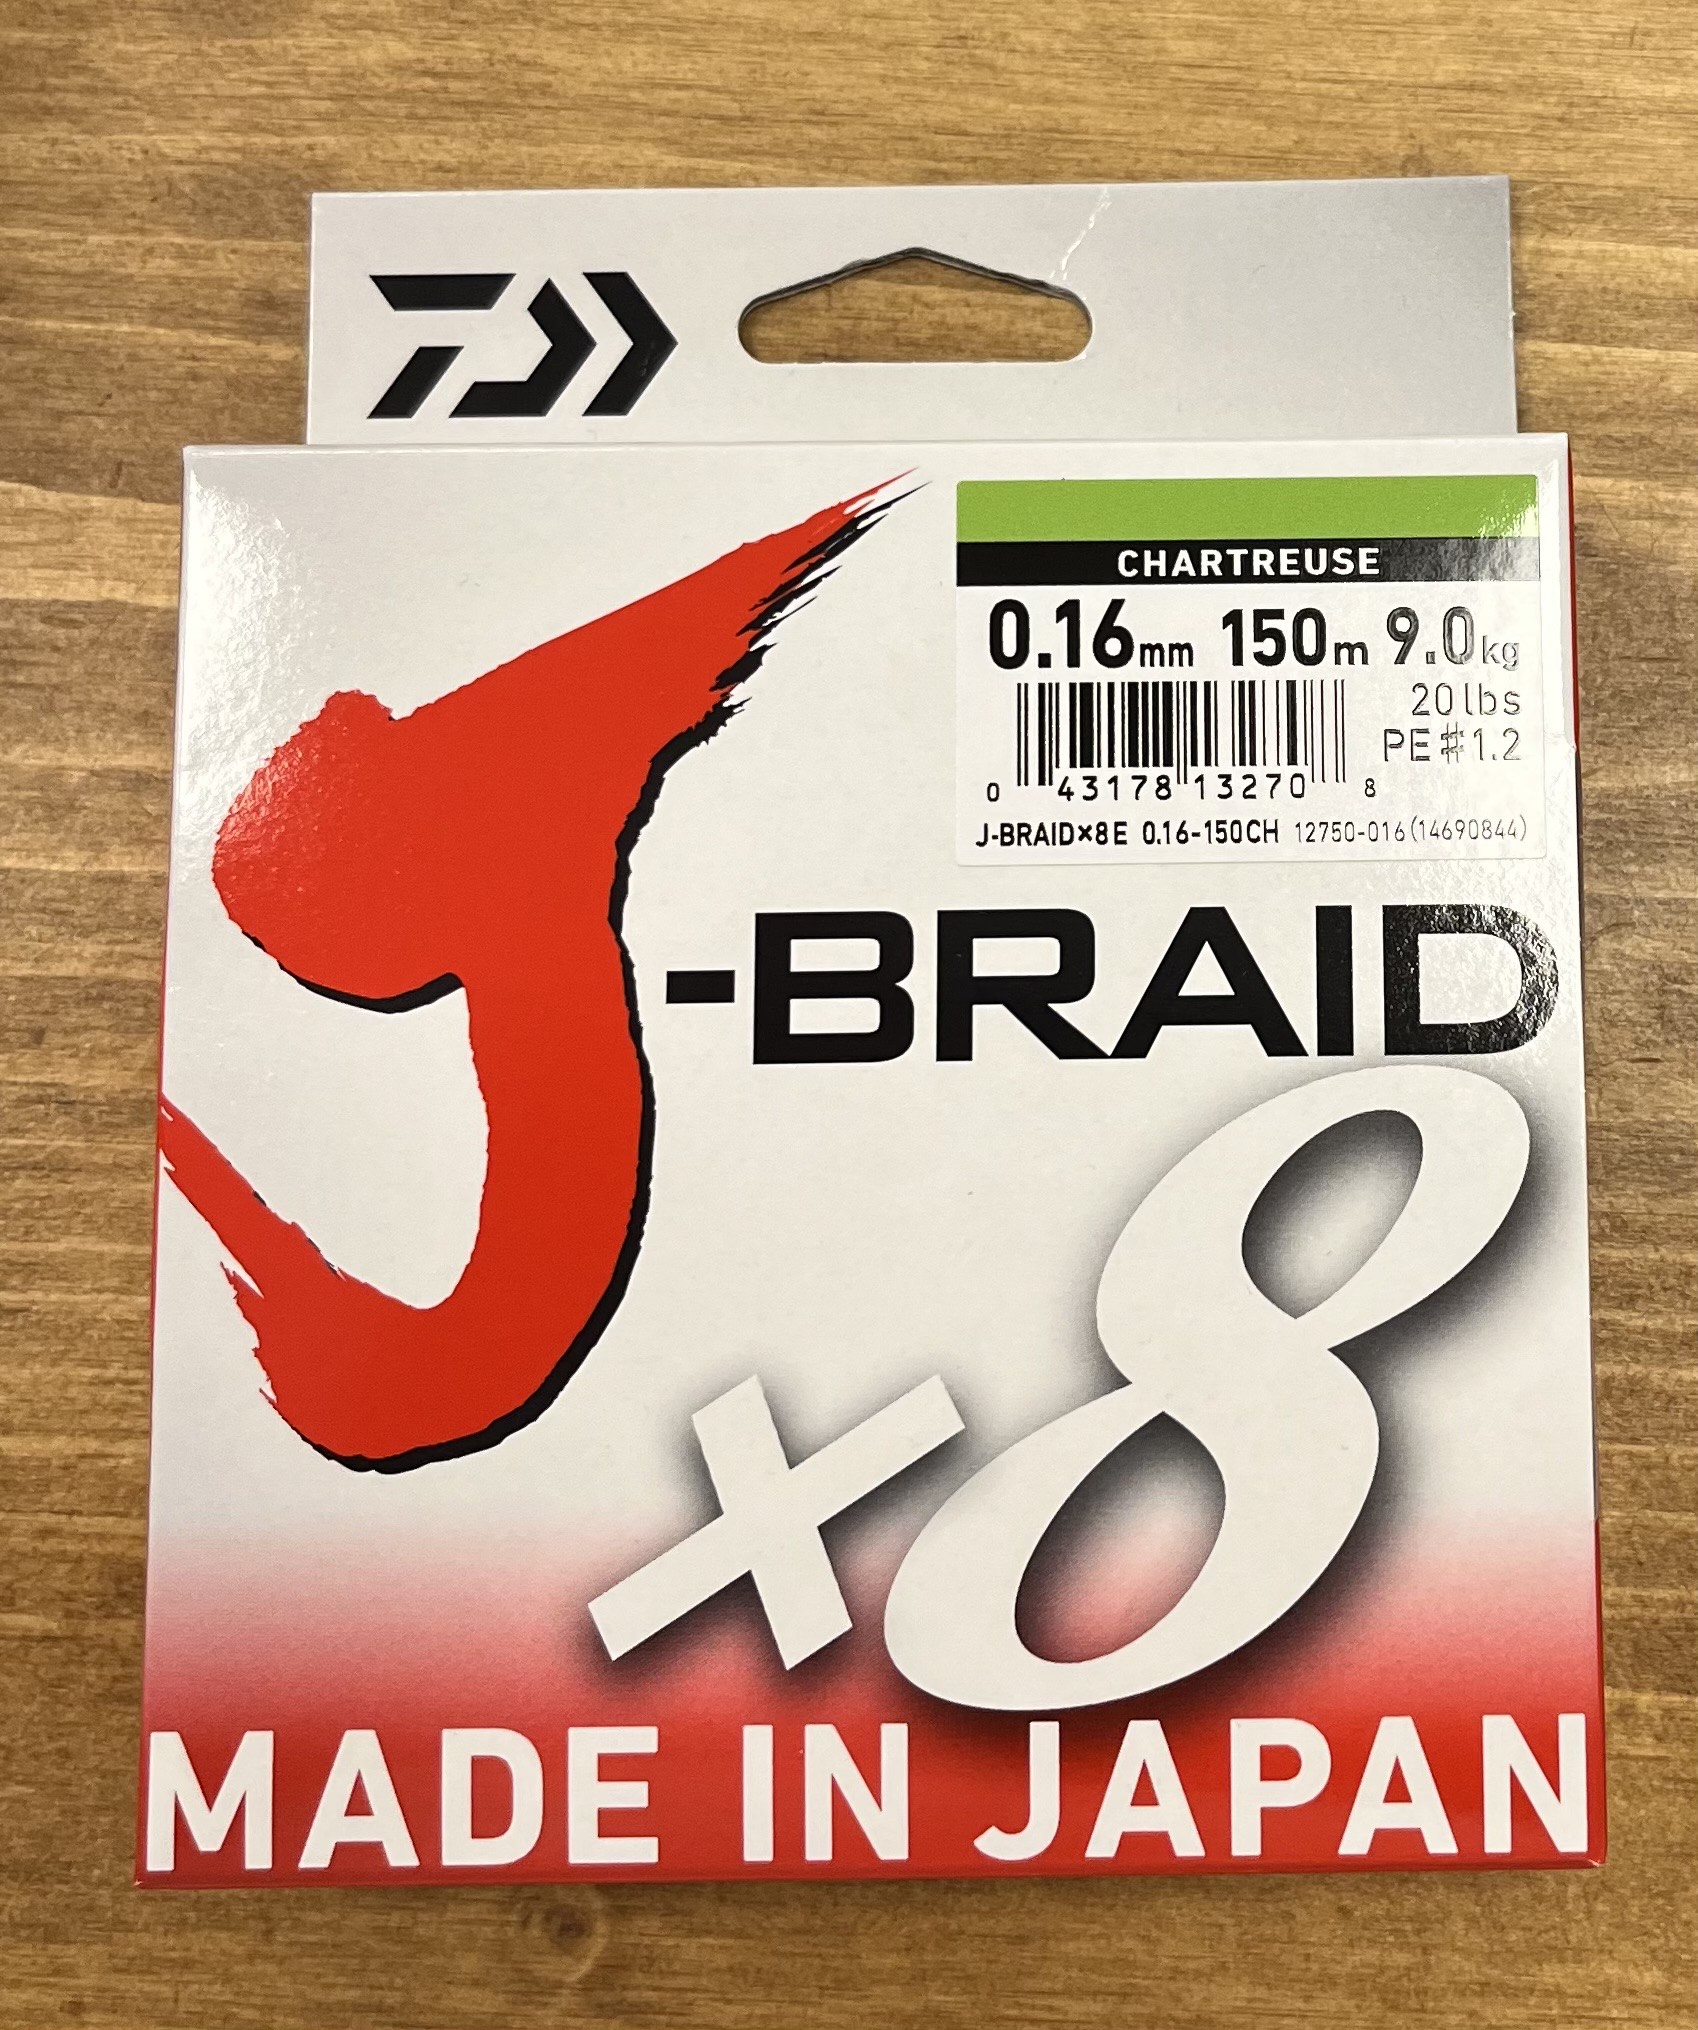 CHARTREUSE
0.16mm 150m 9.0kg
20lbs
PE#1.2
0 43178 13270 8
J-BRAID×8E 0.16-150CH 12750-016(14690844)
J-BRAID
×8
MADE IN JAPAN